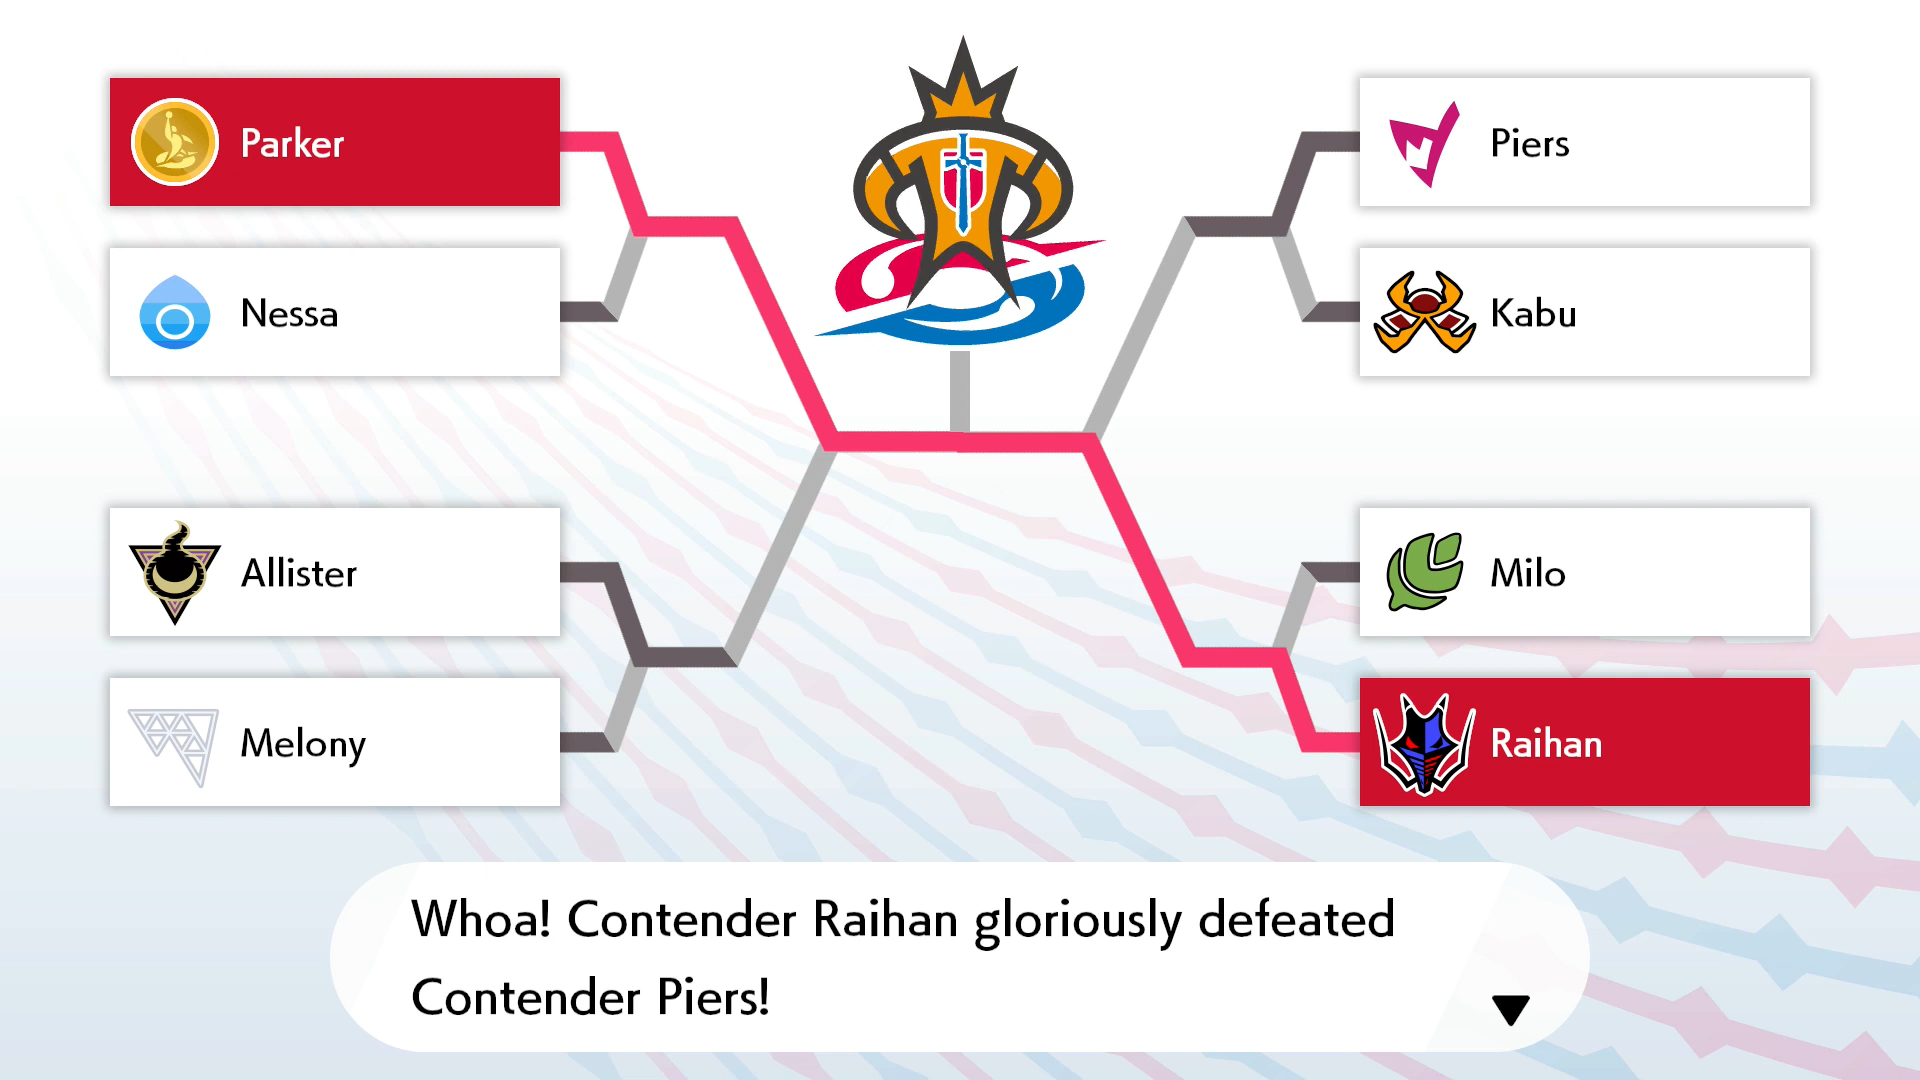 Parker
Nessa
Allister
Melony
Piers
Kabu
Milo
Raihan
Whoa! Contender Raihan gloriously defeated
Contender Piers!